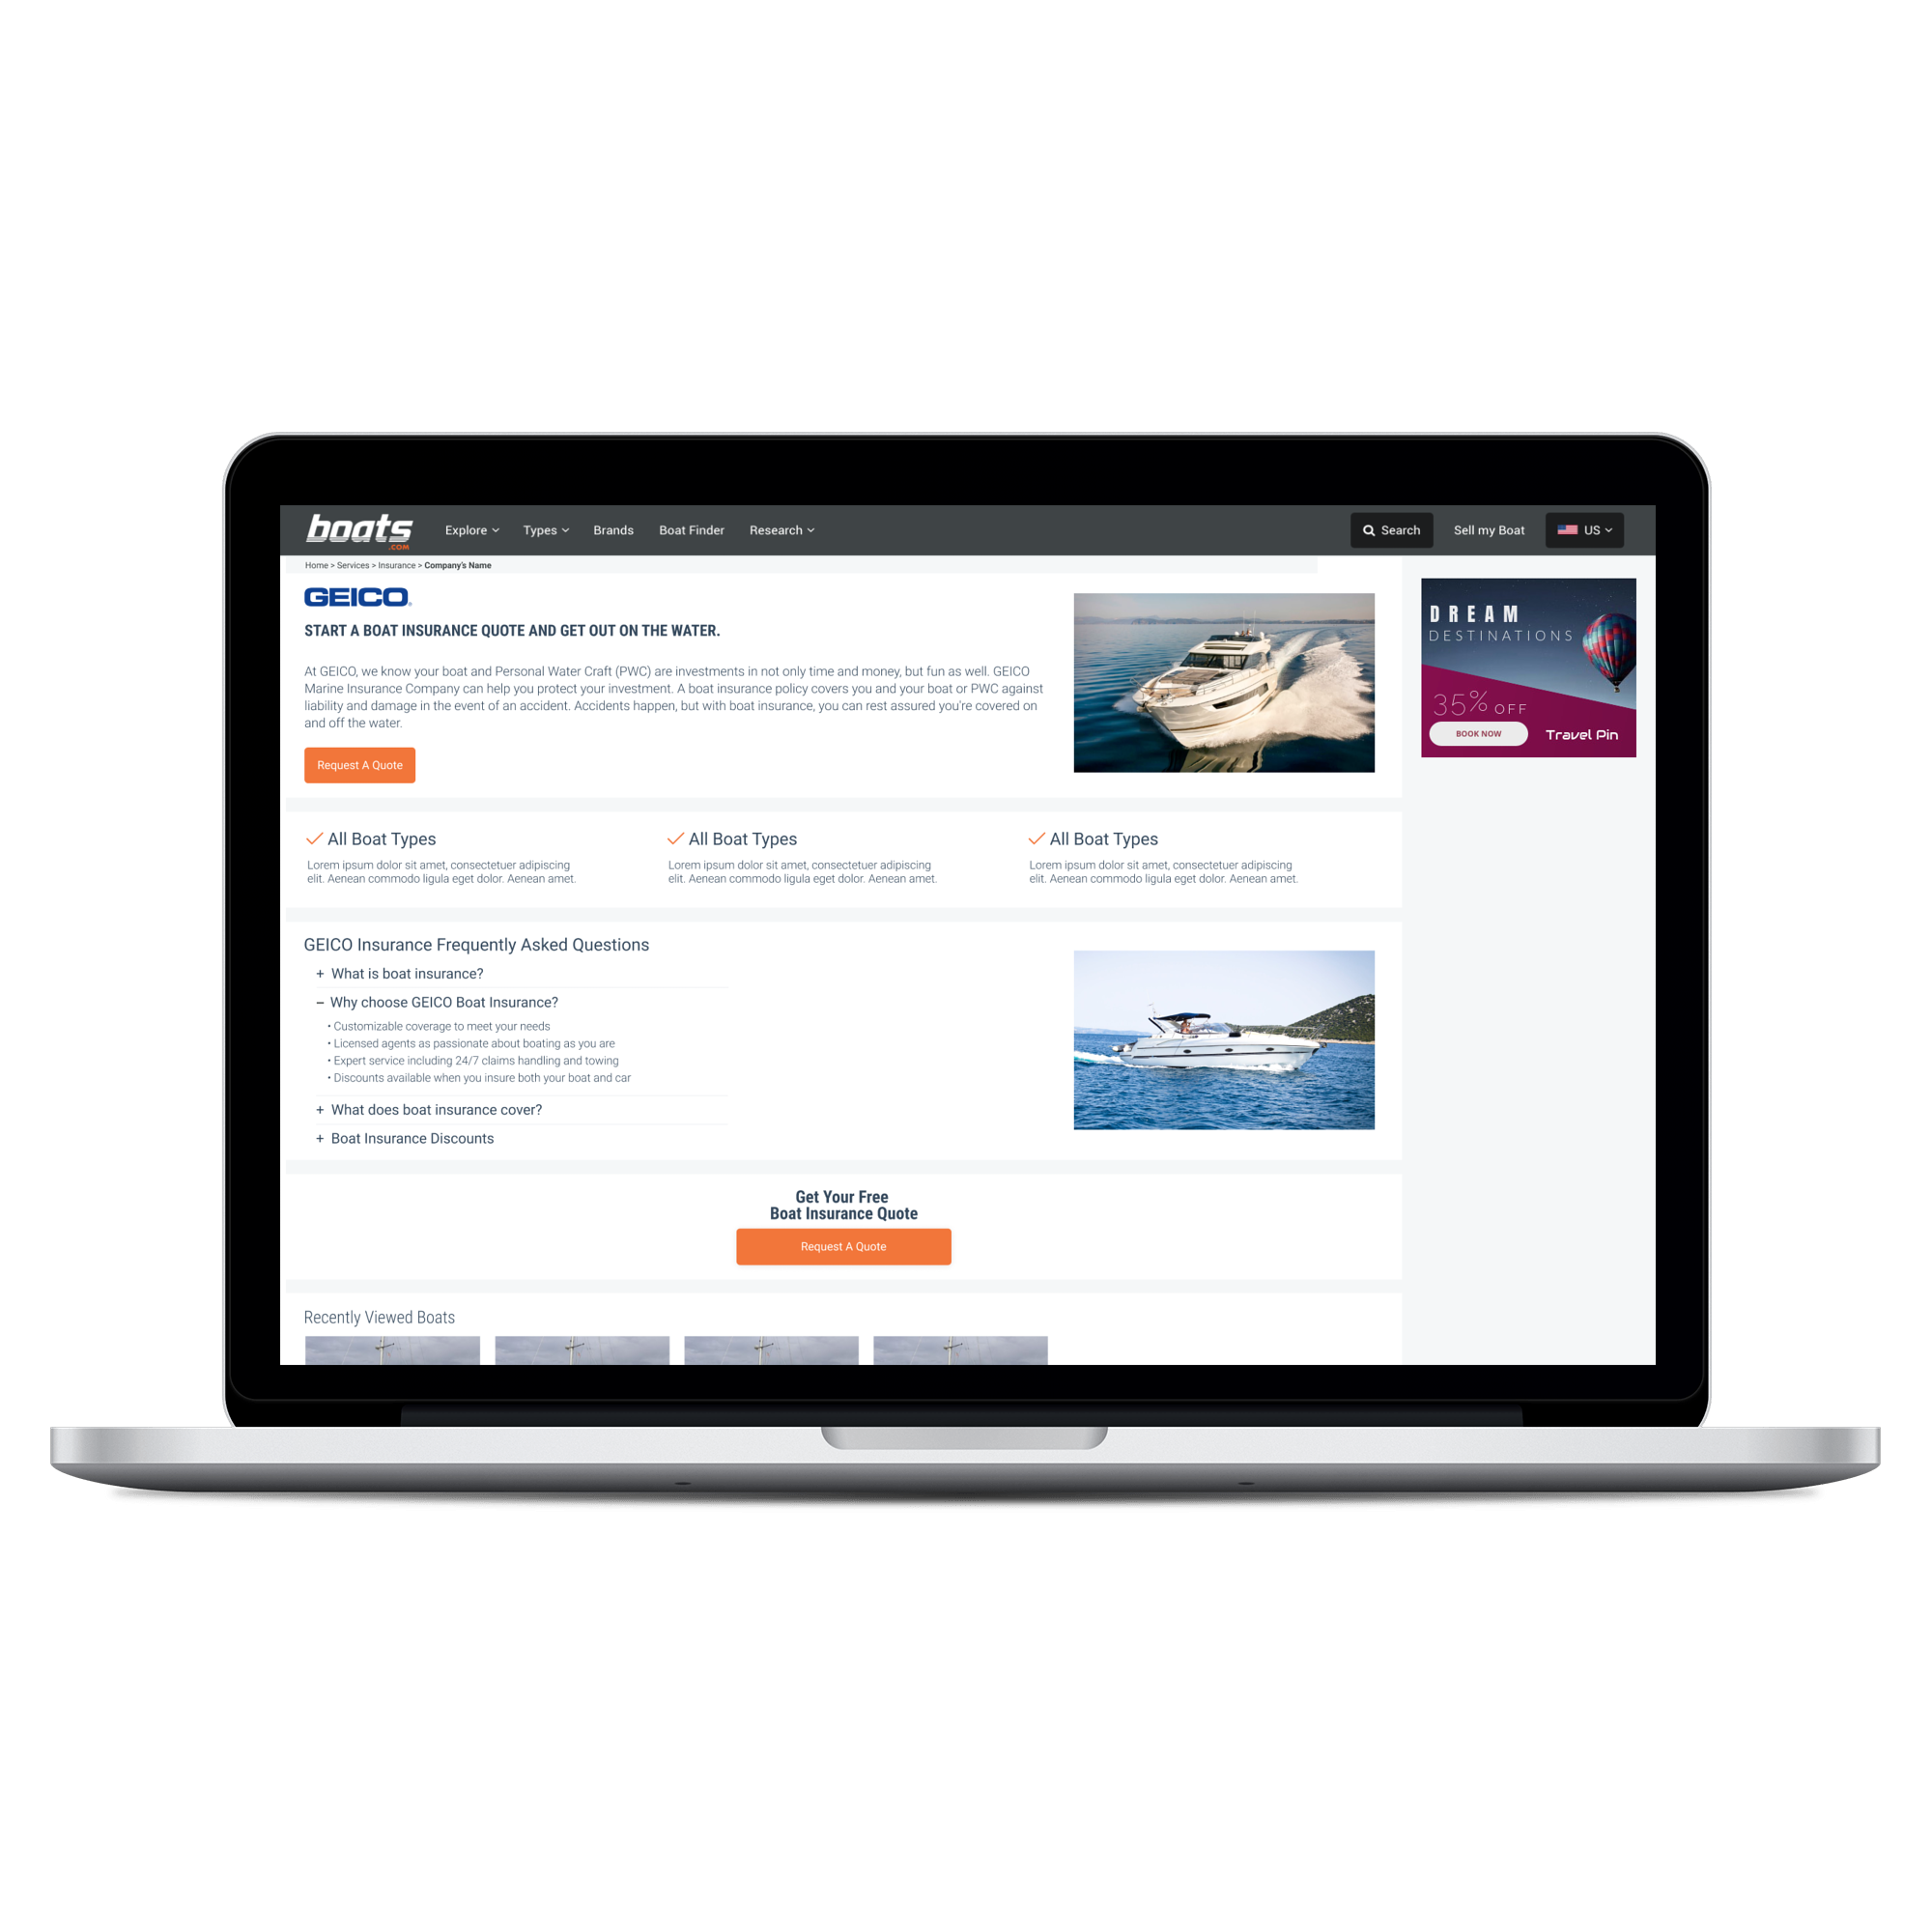 boats
.COM
Explore
Types
Brands
Boat Finder
Research
Search
Sell my Boat
US
Home > Services > Insurance > Company's Name
GEICO
START A BOAT INSURANCE QUOTE AND GET OUT ON THE WATER.
At GEICO, we know your boat and Personal Water Craft (PWC) are investments in not only time and money, but fun as well. GEICO
Marine Insurance Company can help you protect your investment. A boat insurance policy covers you and your boat or PWC against
liability and damage in the event of an accident. Accidents happen, but with boat insurance, you can rest assured you're covered on
and off the water.
Request A Quote
DREAM
DESTINATIONS
35% OFF
BOOK NOW
Travel Pin
All Boat Types
Lorem ipsum dolor sit amet, consectetuer adipiscing
elit. Aenean commodo ligula eget dolor. Aenean amet.
All Boat Types
Lorem ipsum dolor sit amet, consectetuer adipiscing
elit. Aenean commodo ligula eget dolor. Aenean amet.
All Boat Types
Lorem ipsum dolor sit amet, consectetuer adipiscing
elit. Aenean commodo ligula eget dolor. Aenean amet.
GEICO Insurance Frequently Asked Questions
+ What is boat insurance?
– Why choose GEICO Boat Insurance?
• Customizable coverage to meet your needs
• Licensed agents as passionate about boating as you are
• Expert service including 24/7 claims handling and towing
• Discounts available when you insure both your boat and car
+ What does boat insurance cover?
+ Boat Insurance Discounts
Get Your Free
Boat Insurance Quote
Request A Quote
Recently Viewed Boats